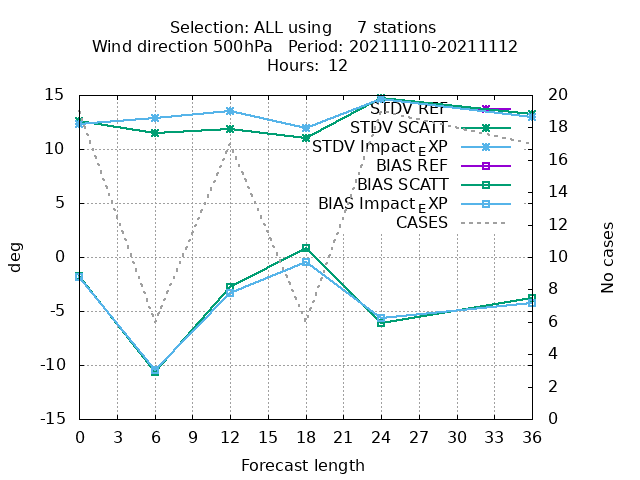 Selection: ALL using     7 stations
Wind direction 500hPa   Period: 20211110-20211112
Hours: 12
15
10
5
0
-5
-10
-15
deg
20
18
16
14
12
10
8
6
4
2
0
No cases
STDV REF
STDV SCATT
STDV Impact_EXP
BIAS REF
BIAS SCATT
BIAS Impact_EXP
CASES
0 3 6 9 12 15 18 21 24 27 30 33 36
Forecast length